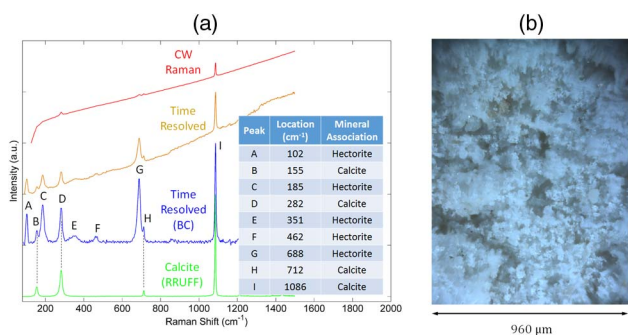 (a)
(b)
CW
Raman
Time
Resolved
Time
Resolved
(BC)
Calcite
(RRUFF)
A
B
C
D
E
F
G
H
I
Peak Location (cm-1) Mineral Association
A 102 Hectorite
B 155 Calcite
C 185 Hectorite
D 282 Calcite
E 351 Hectorite
F 462 Hectorite
G 688 Hectorite
H 712 Calcite
I 1086 Calcite
Intensity (a.u.)
200 400 600 800 1000 1200 1400 1600 1800 2000
Raman Shift (cm-1)
960 μm